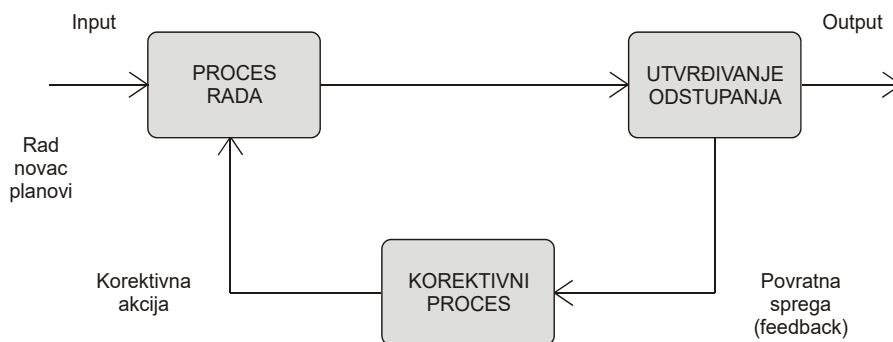 Input
Output
PROCES
RADA
UTVRĐIVANJE
ODSTUPANJA
Rad
novac
planovi
Korektivna
akcija
KOREKTIVNI
PROCES
Povratna
sprega
(feedback)